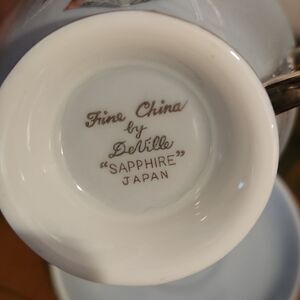 Fine China
by
DeVille
"SAPPHIRE"
JAPAN